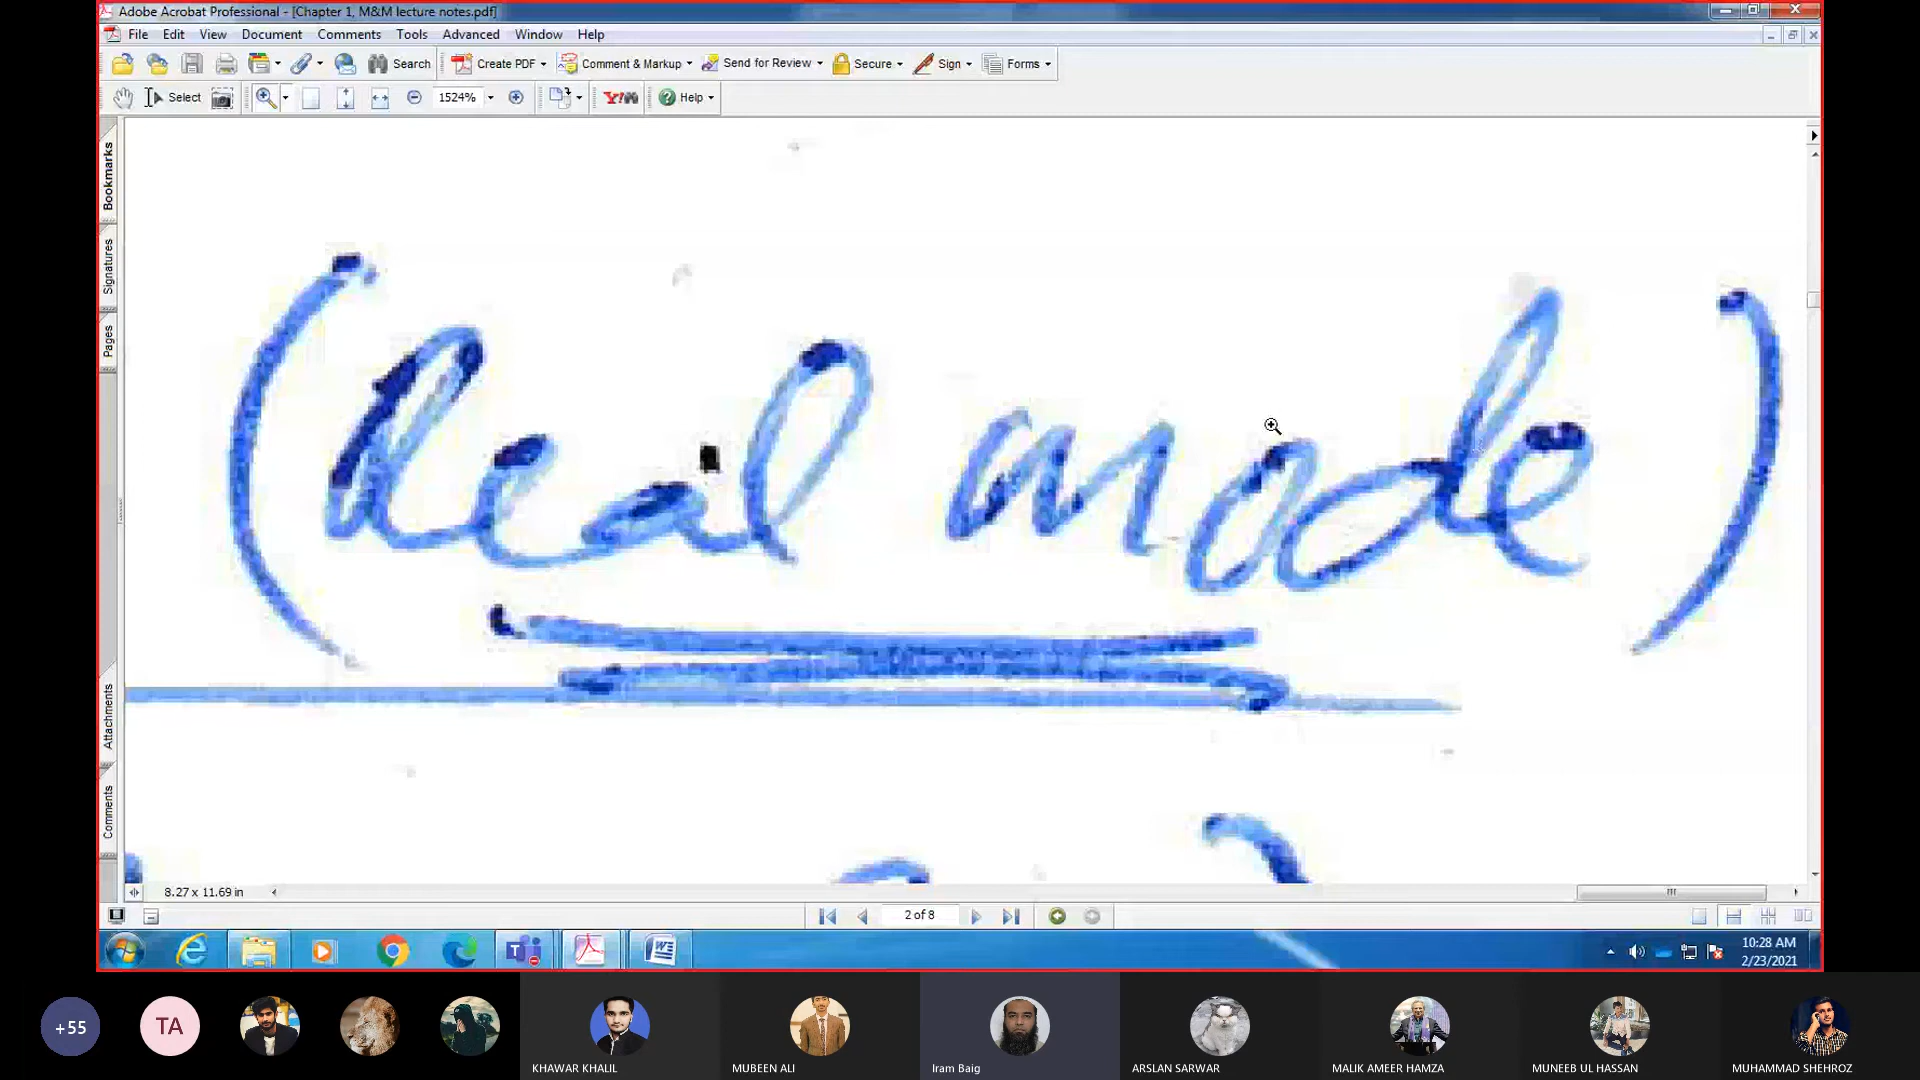 Adobe Acrobat Professional - [Chapter 1, M&M lecture notes.pdf]
File Edit View Document Comments Tools Advanced Window Help
Search Create PDF Comment & Markup Send for Review Secure Sign Forms
Select 1524% Y! Help
Bookmarks
Signatures
Pages
Attachments
Comments
(Real mode)
8.27 x 11.69 in
2 of 8
10:28 AM
2/23/2021
+55 TA
KHAWAR KHALIL MUBEEN ALI Iram Baig ARSLAN SARWAR MALIK AMEER HAMZA MUNEEB UL HASSAN MUHAMMAD SHEHROZ